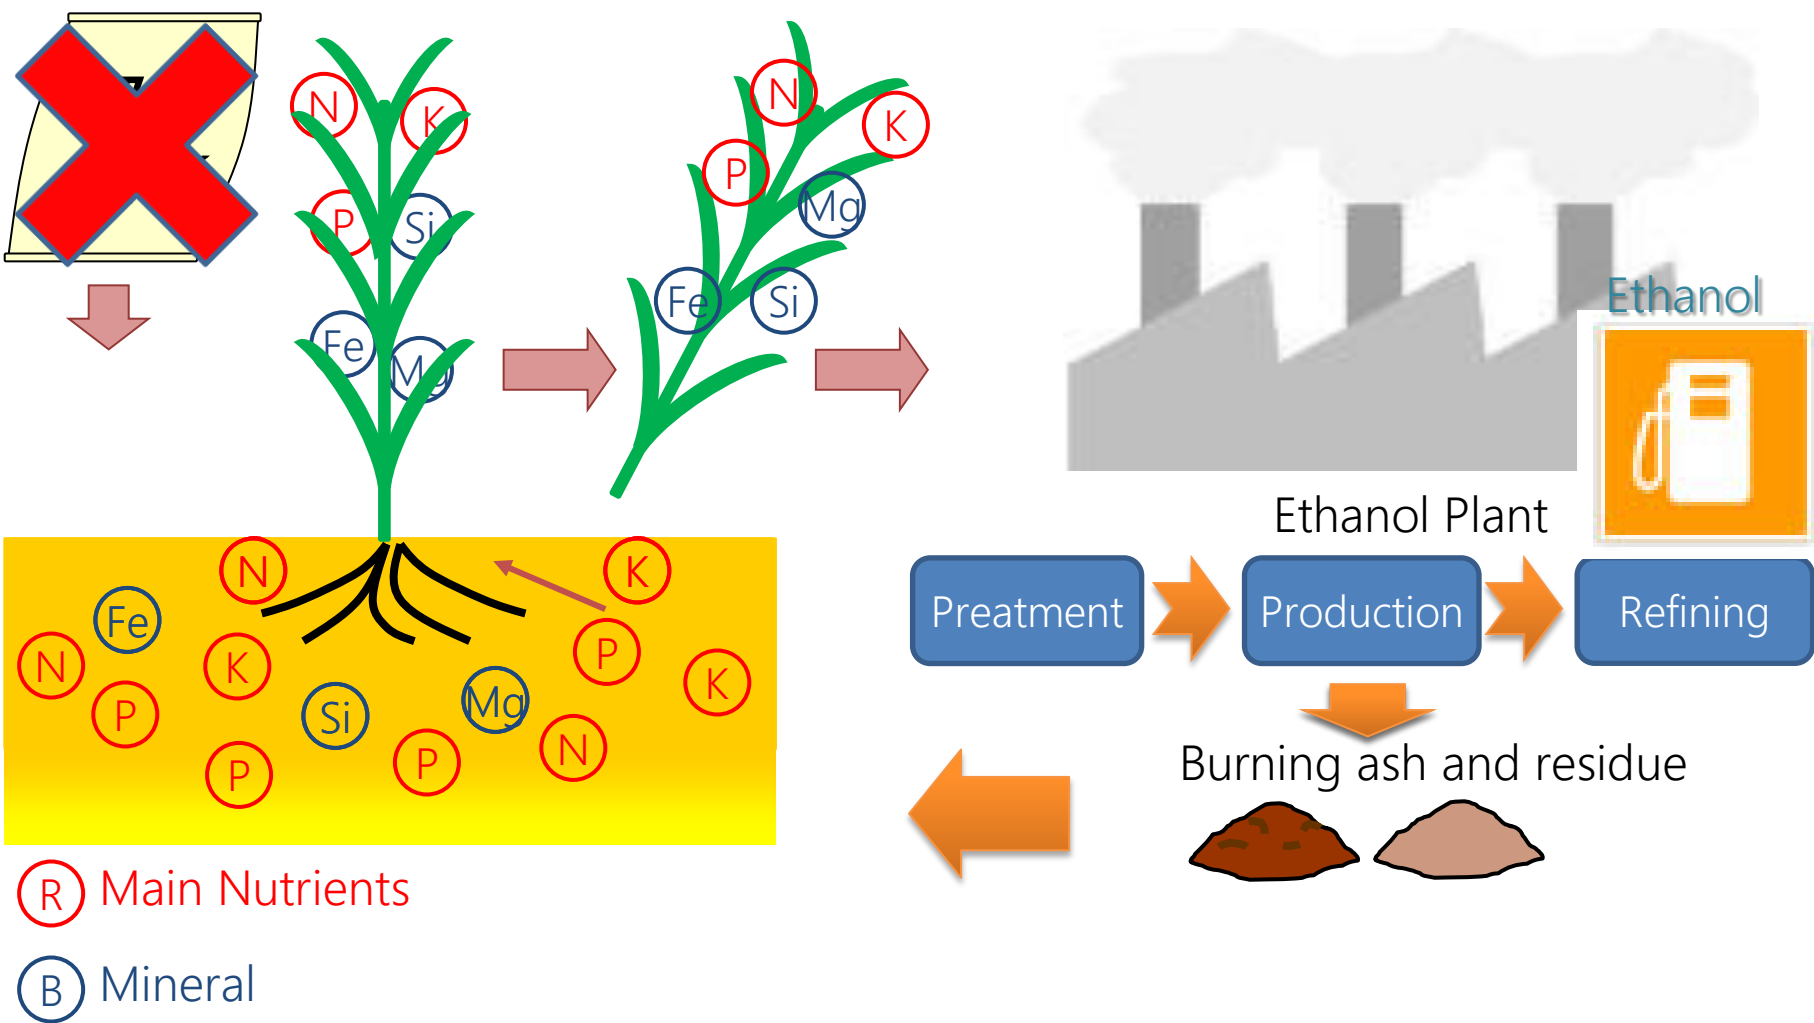 N
K
P
Si
Fe
Mg
N
K
P
Mg
Fe
Si
Ethanol
Ethanol Plant
Preatment
Production
Refining
N
K
Fe
N
K
P
K
P
Si
Mg
N
P
P
Burning ash and residue
R Main Nutrients
B Mineral